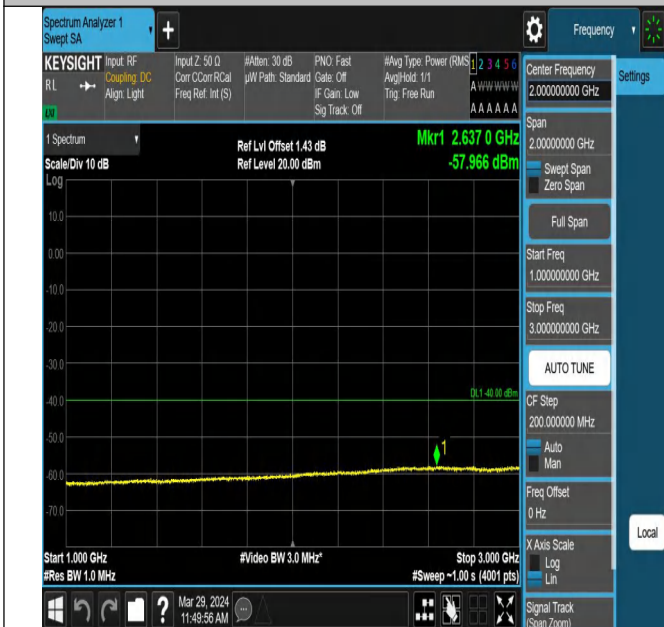 Spectrum Analyzer 1
Swept SA
+
Frequency
KEYSIGHT
RL
LXI
Input: RF
Coupling: DC
Align: Light
Input Z: 50 Ω
Corr CCorr RCal
Freq Ref: Int (S)
#Atten: 30 dB
µW Path: Standard
PNO: Fast
Gate: Off
IF Gain: Low
Sig Track: Off
#Avg Type: Power (RMS
Avg|Hold: 1/1
Trig: Free Run
1 2 3 4 5 6
A W W W W W
A A A A A A
Center Frequency
2.000000000 GHz
Settings
Span
2.00000000 GHz
Swept Span
Zero Span
Full Span
Start Freq
1.000000000 GHz
Stop Freq
3.000000000 GHz
AUTO TUNE
CF Step
200.000000 MHz
Auto
Man
Freq Offset
0 Hz
X Axis Scale
Log
Lin
Signal Track
(Span Zoom)
Local
1 Spectrum
Scale/Div 10 dB
Log
Ref Lvl Offset 1.43 dB
Ref Level 20.00 dBm
Mkr1 2.637 0 GHz
-57.966 dBm
10.0
0.00
-10.0
-20.0
-30.0
-40.0
-50.0
-60.0
-70.0
DL1 -40.00 dBm
1
Start 1.000 GHz
#Res BW 1.0 MHz
#Video BW 3.0 MHz*
Stop 3.000 GHz
#Sweep ~1.00 s (4001 pts)
?
Mar 29, 2024
11:49:56 AM